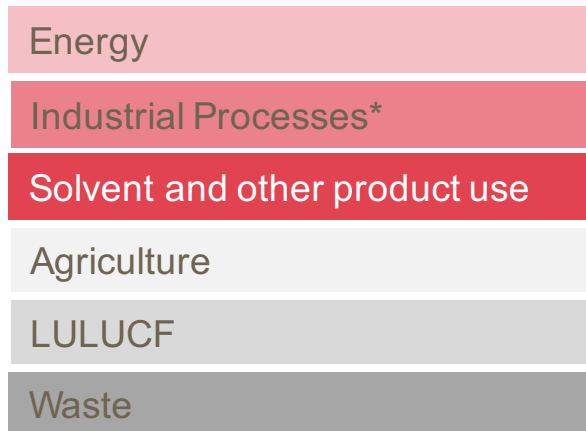 Energy
Industrial Processes*
Solvent and other product use
Agriculture
LULUCF
Waste